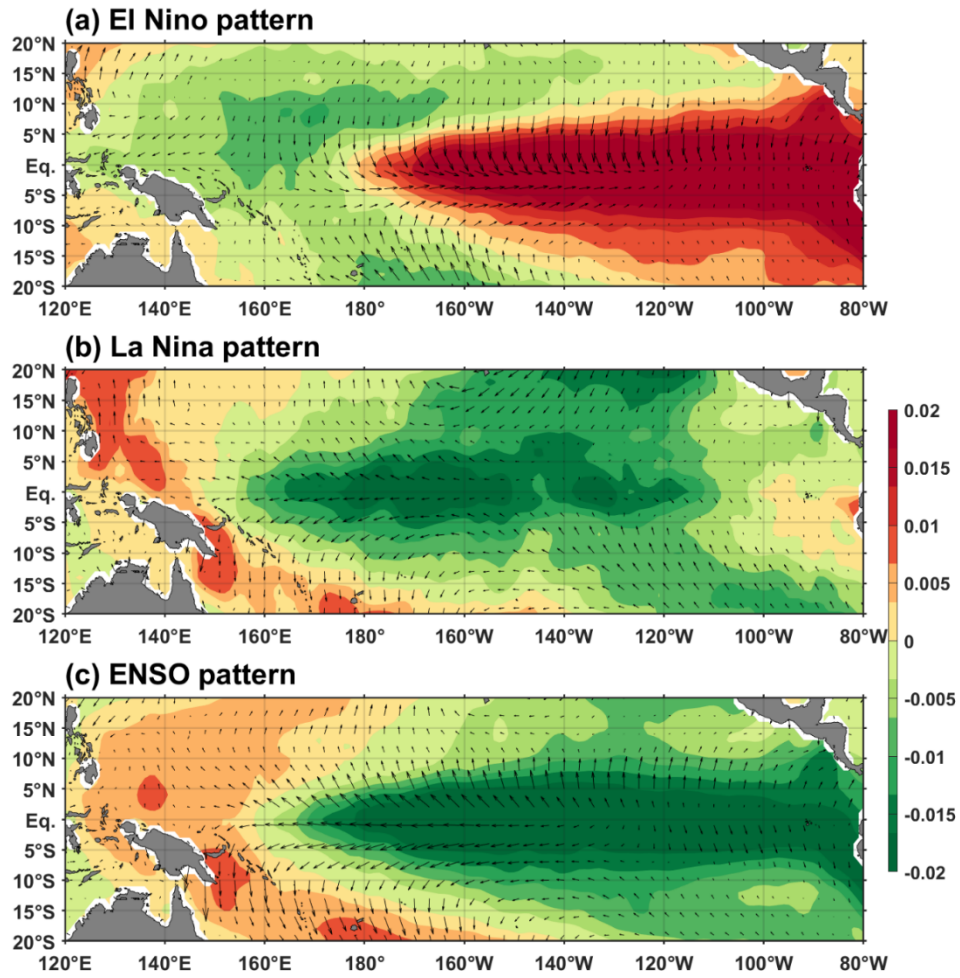 (a) El Nino pattern
20°N
15°N
10°N
5°N
Eq.
5°S
10°S
15°S
20°S
120°E 140°E 160°E 180° 160°W 140°W 120°W 100°W 80°W
(b) La Nina pattern
20°N
15°N
10°N
5°N
Eq.
5°S
10°S
15°S
20°S
120°E 140°E 160°E 180° 160°W 140°W 120°W 100°W 80°W
0.02
0.015
0.01
0.005
0
-0.005
-0.01
-0.015
-0.02
(c) ENSO pattern
20°N
15°N
10°N
5°N
Eq.
5°S
10°S
15°S
20°S
120°E 140°E 160°E 180° 160°W 140°W 120°W 100°W 80°W